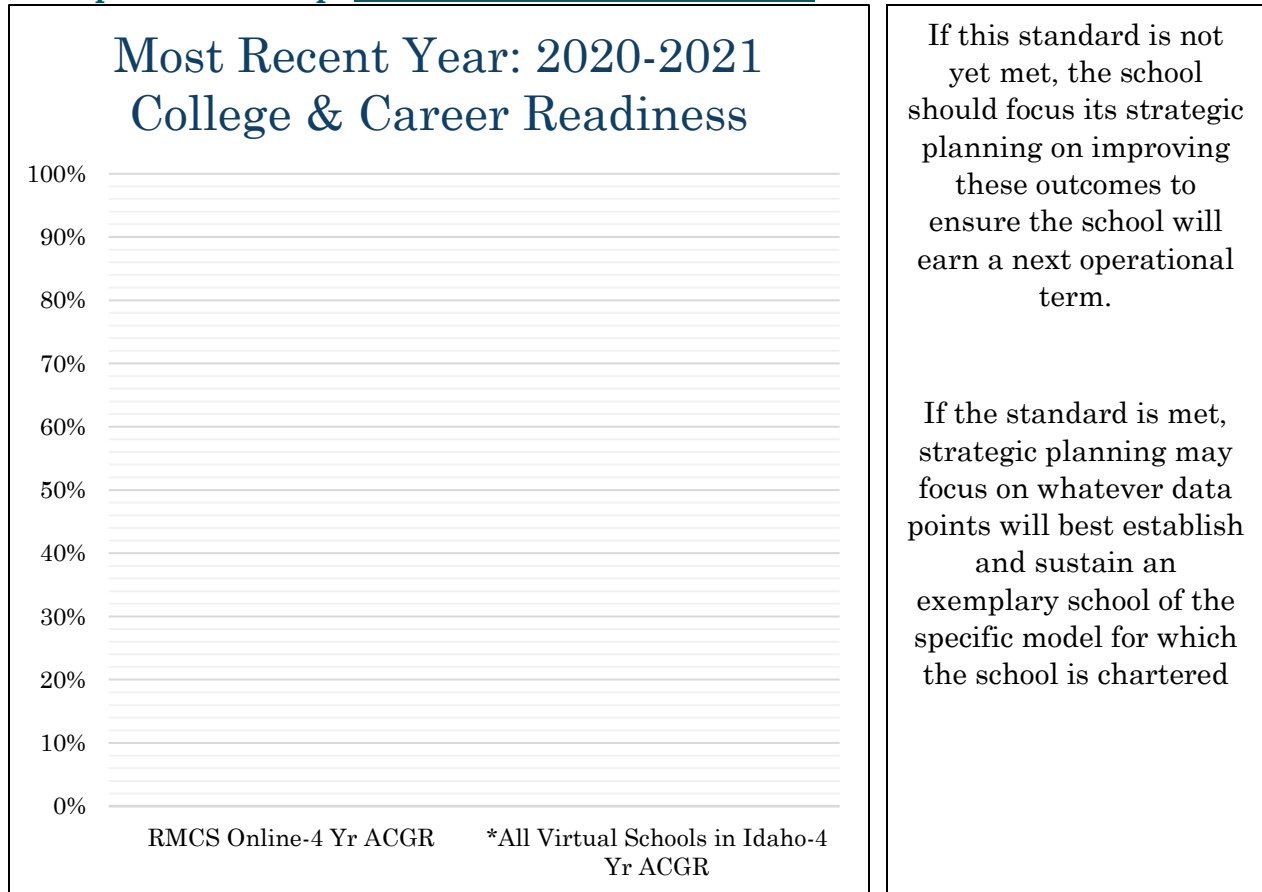 Most Recent Year: 2020-2021
College & Career Readiness
100%
90%
80%
70%
60%
50%
40%
30%
20%
10%
0%
RMCS Online-4 Yr ACGR
*All Virtual Schools in Idaho-4
Yr ACGR
If this standard is not
yet met, the school
should focus its strategic
planning on improving
these outcomes to
ensure the school will
earn a next operational
term.
If the standard is met,
strategic planning may
focus on whatever data
points will best establish
and sustain an
exemplary school of the
specific model for which
the school is chartered